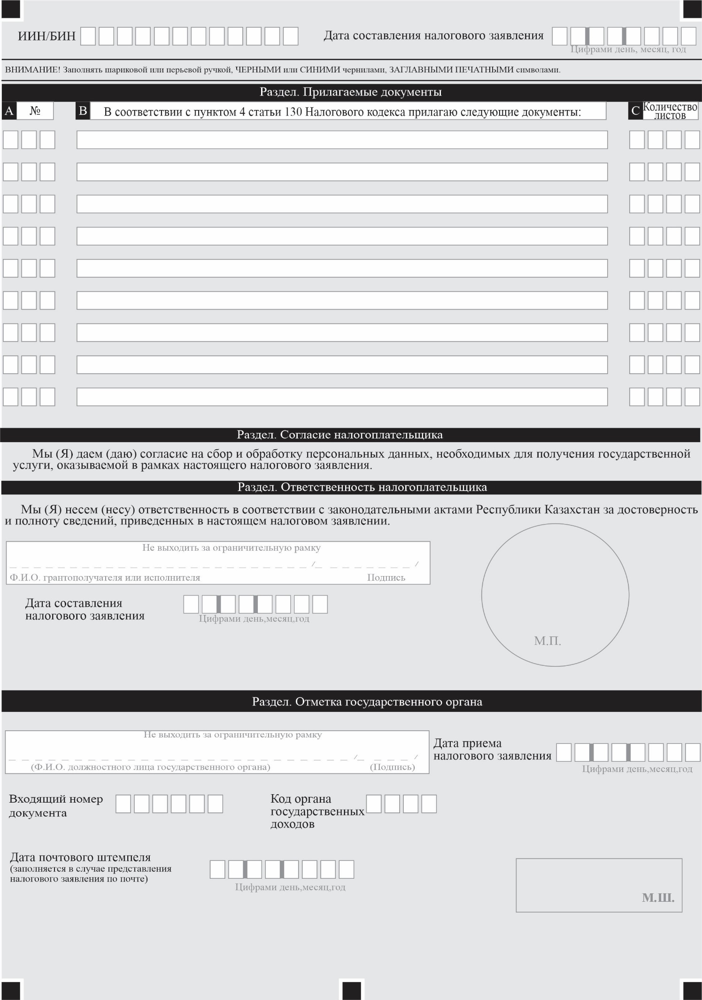 ИИН/БИН
Дата составления налогового заявления
Цифрами день, месяц, год
ВНИМАНИЕ! Заполнять шариковой или перьевой ручкой, ЧЕРНЫМИ или СИНИМИ чернилами, ЗАГЛАВНЫМИ ПЕЧАТНЫМИ символами.
Раздел. Прилагаемые документы
A №
B В соответствии с пунктом 4 статьи 130 Налогового кодекса прилагаю следующие документы:
C Количество
листов
Раздел. Согласие налогоплательщика
Мы (Я) даем (даю) согласие на сбор и обработку персональных данных, необходимых для получения государственной
услуги, оказываемой в рамках настоящего налогового заявления.
Раздел. Ответственность налогоплательщика
Мы (Я) несем (несу) ответственность в соответствии с законодательными актами Республики Казахстан за достоверность
и полноту сведений, приведенных в настоящем налоговом заявлении.
Не выходить за ограничительную рамку
Ф.И.О. грантополучателя или исполнителя
Подпись
Дата составления
налогового заявления
Цифрами день,месяц,год
М.П.
Раздел. Отметка государственного органа
Не выходить за ограничительную рамку
(Ф.И.О. должностного лица государственного органа)
(Подпись)
Дата приема
налогового заявления
Цифрами день,месяц,год
Входящий номер
документа
Код органа
государственных
доходов
Дата почтового штемпеля
(заполняется в случае представления
налогового заявления по почте)
Цифрами день,месяц,год
М.Ш.